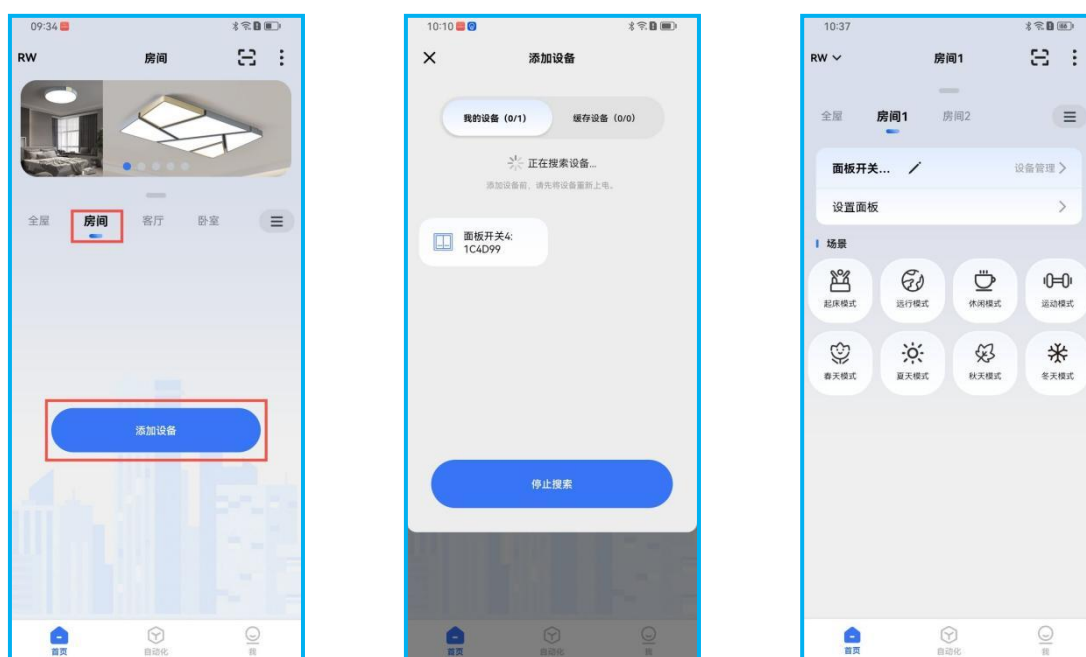 09:34
RW
房间
全屋
房间
客厅
卧室
添加设备
首页
自动化
我
10:10
添加设备
我的设备（0/1）
缓存设备（0/0）
正在搜索设备...
添加设备前，请先将设备重新上电。
面板开关4:
1C4D99
停止搜索
首页
自动化
我
10:37
RW
房间1
全屋
房间1
房间2
面板开关...
设备管理
设置面板
场景
起床模式
远行模式
休闲模式
运动模式
春天模式
夏天模式
秋天模式
冬天模式
首页
自动化
我